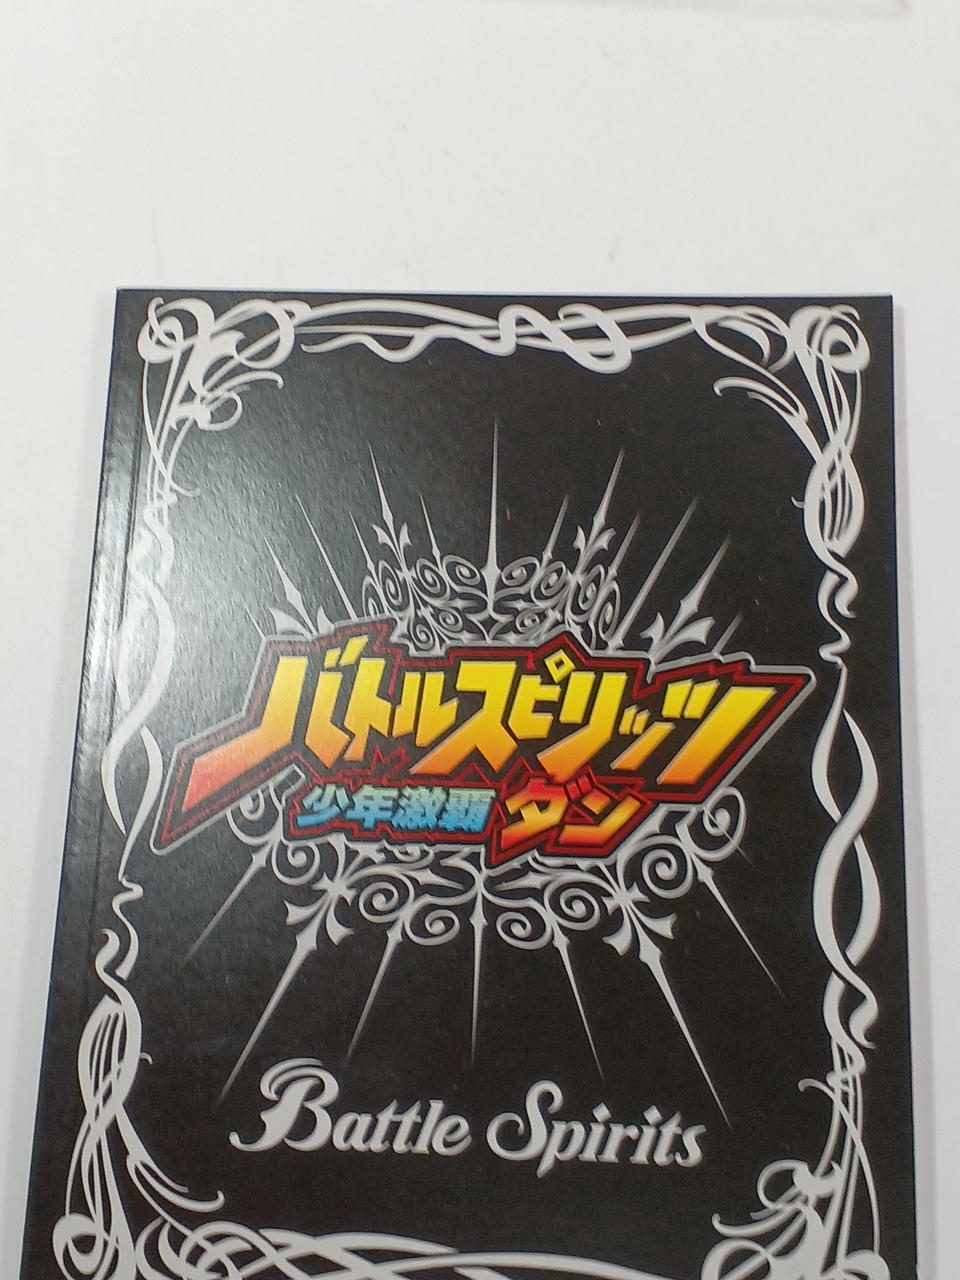 バトルスピリッツ
少年激覇 ダン
Battle Spirits